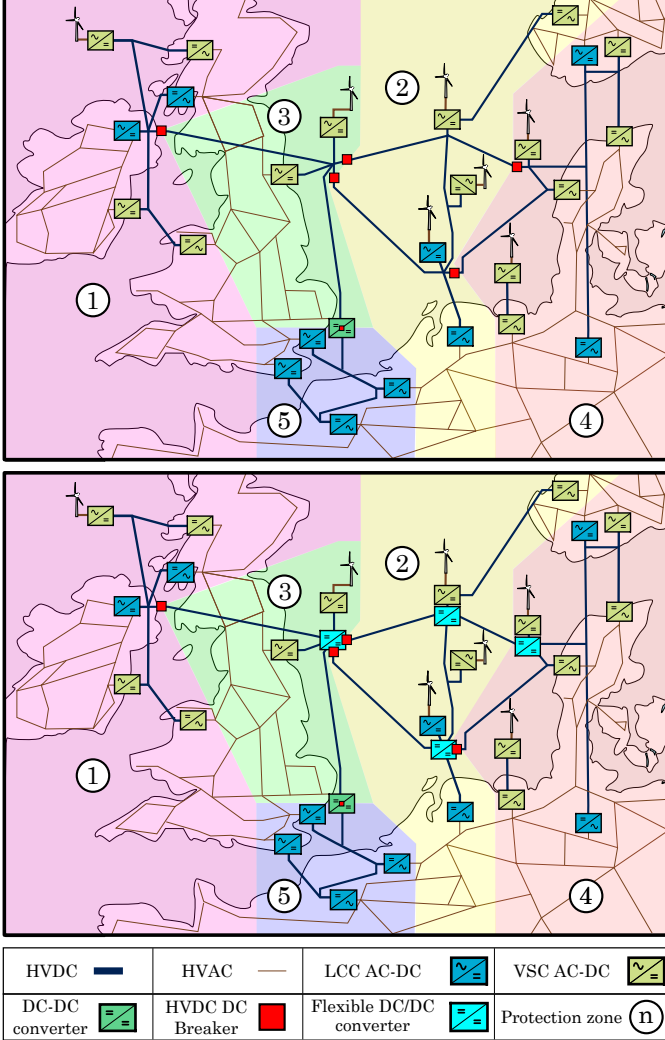 2
3
1
5
4
2
3
1
5
4
HVDC
HVAC
LCC AC-DC
VSC AC-DC
DC-DC
converter
HVDC DC
Breaker
Flexible DC/DC
converter
Protection zone n